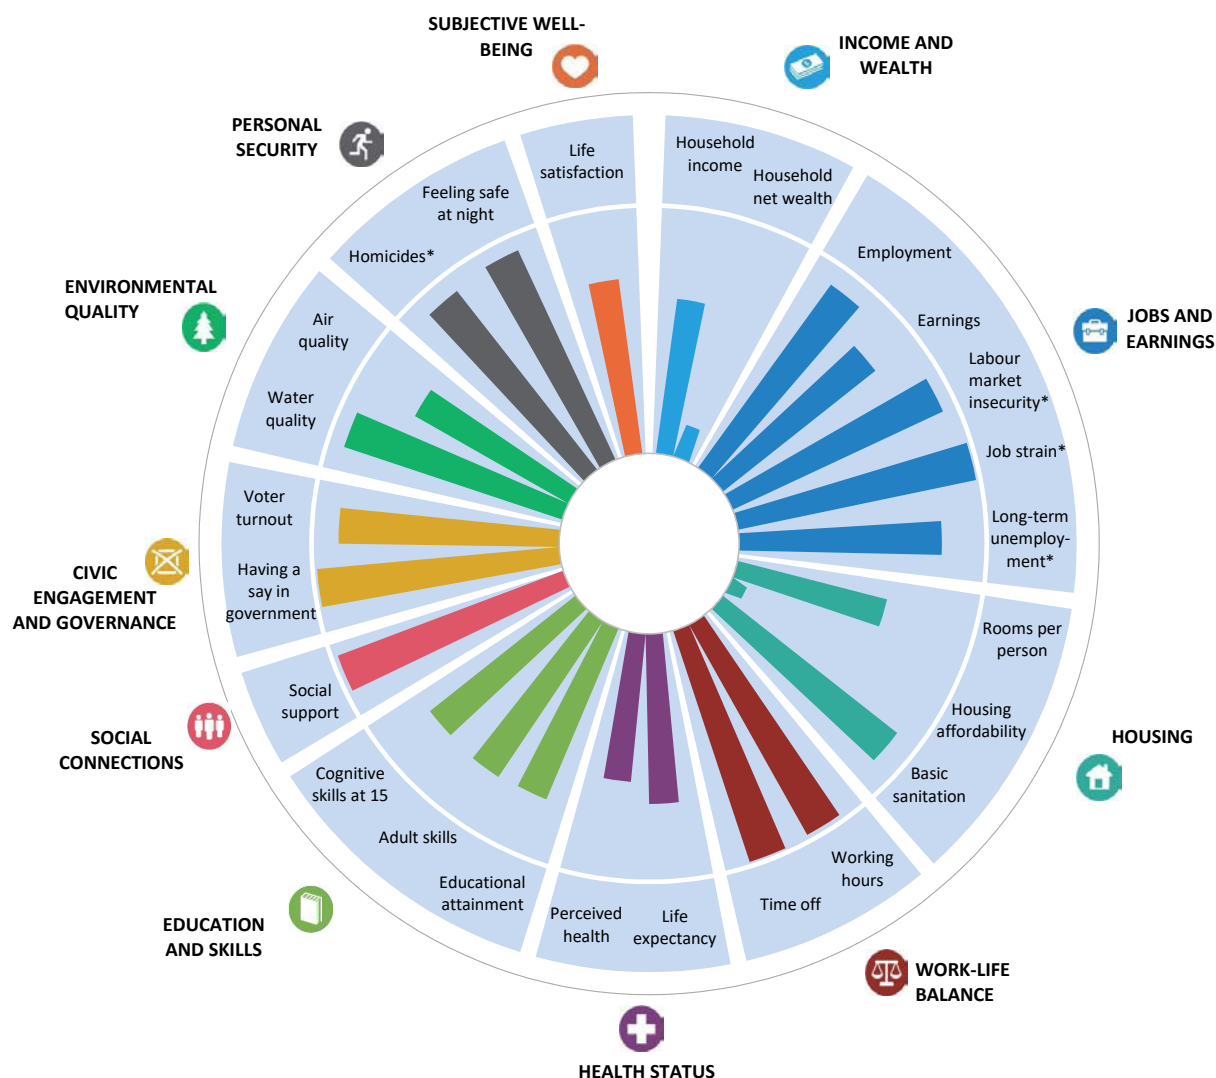 SUBJECTIVE WELL-
BEING
INCOME AND
WEALTH
PERSONAL
SECURITY
Life
satisfaction
Household
income
Household
net wealth
Feeling safe
at night
Homicides*
Employment
ENVIRONMENTAL
QUALITY
Air
quality
Earnings
JOBS AND
EARNINGS
Labour
market
insecurity*
Water
quality
Job strain*
Voter
turnout
Long-term
unemploy-
ment*
CIVIC
ENGAGEMENT
AND GOVERNANCE
Having a
say in
government
Rooms per
person
Social
support
Housing
affordability
SOCIAL
CONNECTIONS
HOUSING
Cognitive
skills at 15
Basic
sanitation
Adult skills
Working
hours
Educational
attainment
Time off
Perceived
health
Life
expectancy
EDUCATION
AND SKILLS
WORK-LIFE
BALANCE
HEALTH STATUS